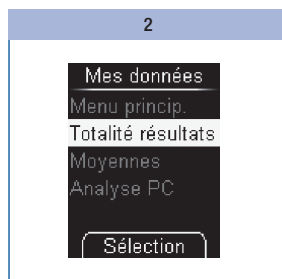 2
Mes données
Menu princip.
Totalité résultats
Moyennes
Analyse PC
Sélection